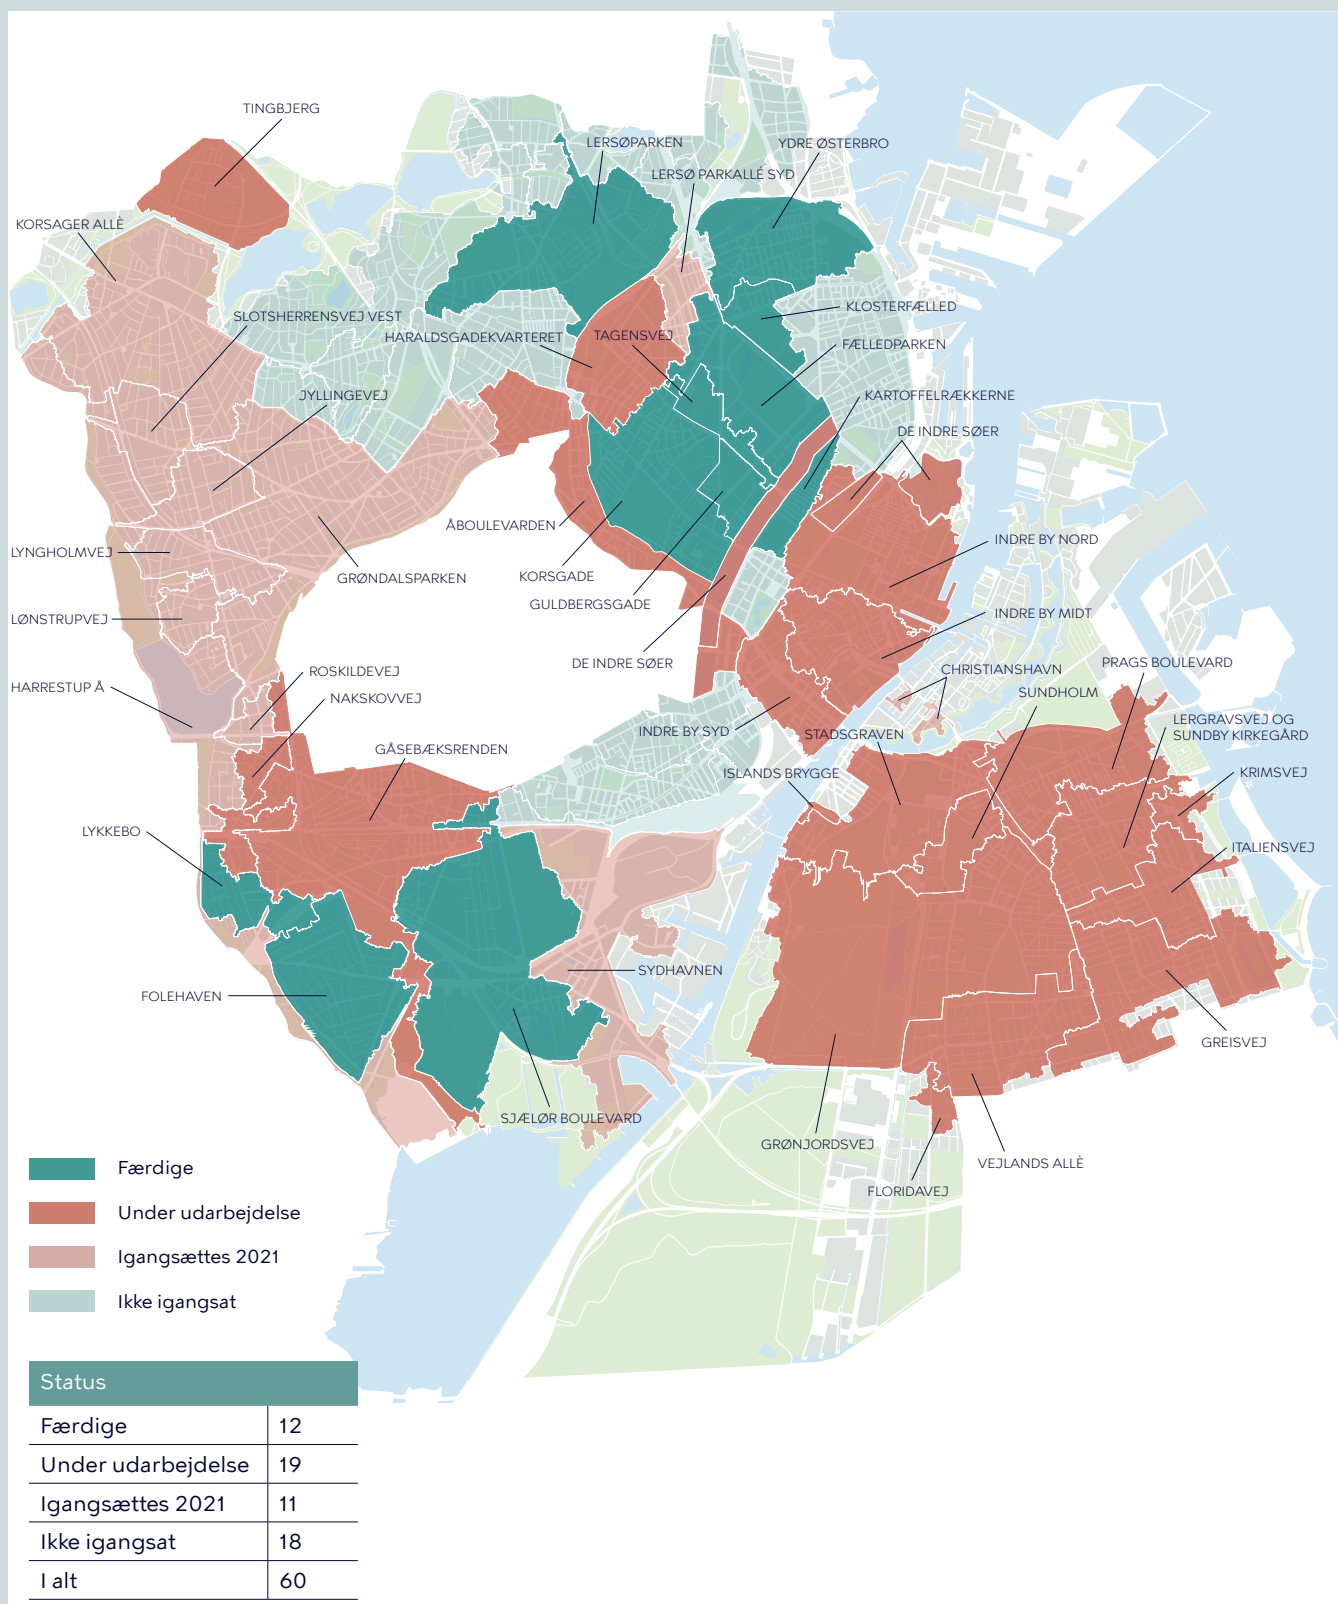 TINGBJERG
LERSØPARKEN
YDRE ØSTERBRO
LERSØ PARKALLÉ SYD
KORSAGER ALLÈ
KLOSTERFÆLLED
SLOTSHERRENSVEJ VEST
HARALDSGADEKVARTERET
TAGENSVEJ
FÆLLEDPARKEN
JYLLINGEVEJ
KARTOFFELRÆKKERNE
DE INDRE SØER
ÅBOULEVARDEN
INDRE BY NORD
LYNGHOLMVEJ
GRØNDALSPARKEN
KORSGADE
GULDBERGSGADE
INDRE BY MIDT
LØNSTRUPVEJ
DE INDRE SØER
PRAGS BOULEVARD
ROSKILDEVEJ
CHRISTIANSHAVN
HARRESTUP Å
NAKSKOVVEJ
SUNDHOLM
LERGRAVSVEJ OG
SUNDBY KIRKEGÅRD
INDRE BY SYD
STADSGRAVEN
GÅSEBÆKSRENDEN
ISLANDS BRYGGE
KRIMSVEJ
LYKKEBO
ITALIENSVEJ
SYDHAVNEN
FOLEHAVEN
GREISVEJ
SJÆLØR BOULEVARD
GRØNJORDSVEJ
VEJLANDS ALLÈ
FLORIDAVEJ
Færdige
Under udarbejdelse
Igangsættes 2021
Ikke igangsat
Status
Færdige 12
Under udarbejdelse 19
Igangsættes 2021 11
Ikke igangsat 18
I alt 60